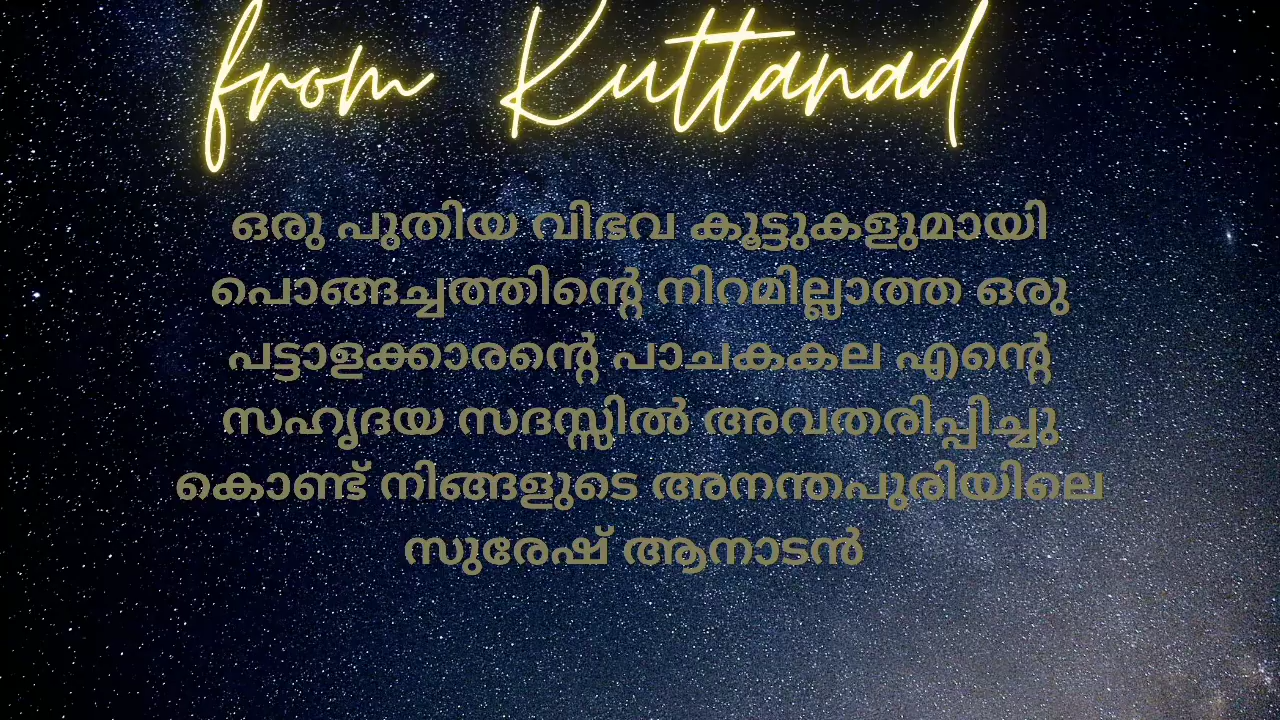 from Kuttanad
ഒരു പൂതിയ വിഭവ കൂട്ടുകളുമായി
പൊങ്ങച്ചത്തിന്റെ നിറമില്ലാത്ത ഒരു
പട്ടാളക്കാരന്റെ പാചകകല എന്റെ
സഹൃദയ സദസ്സിൽ അവതരിപ്പിച്ചു
കൊണ്ട് നിങ്ങളുടെ അനന്തപുരിയിലെ
സുരേഷ് ആനാടൻ